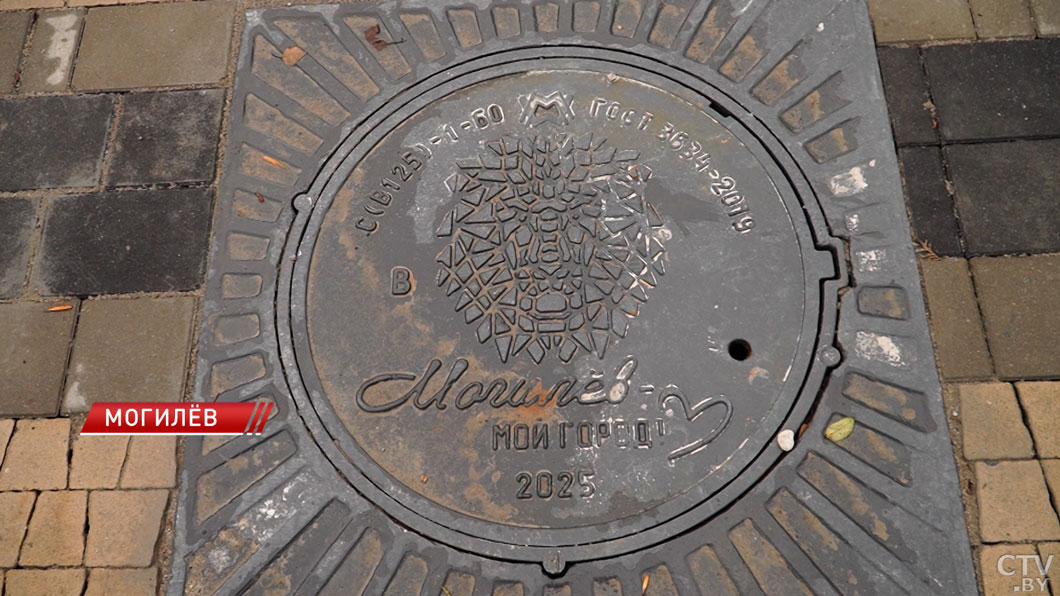 С(В125)-1-60 М ГОСТ 3634-2019
В
Могилёв -
МОЙ ГОРОД
2025
МОГИЛЁВ
CTV
.BY